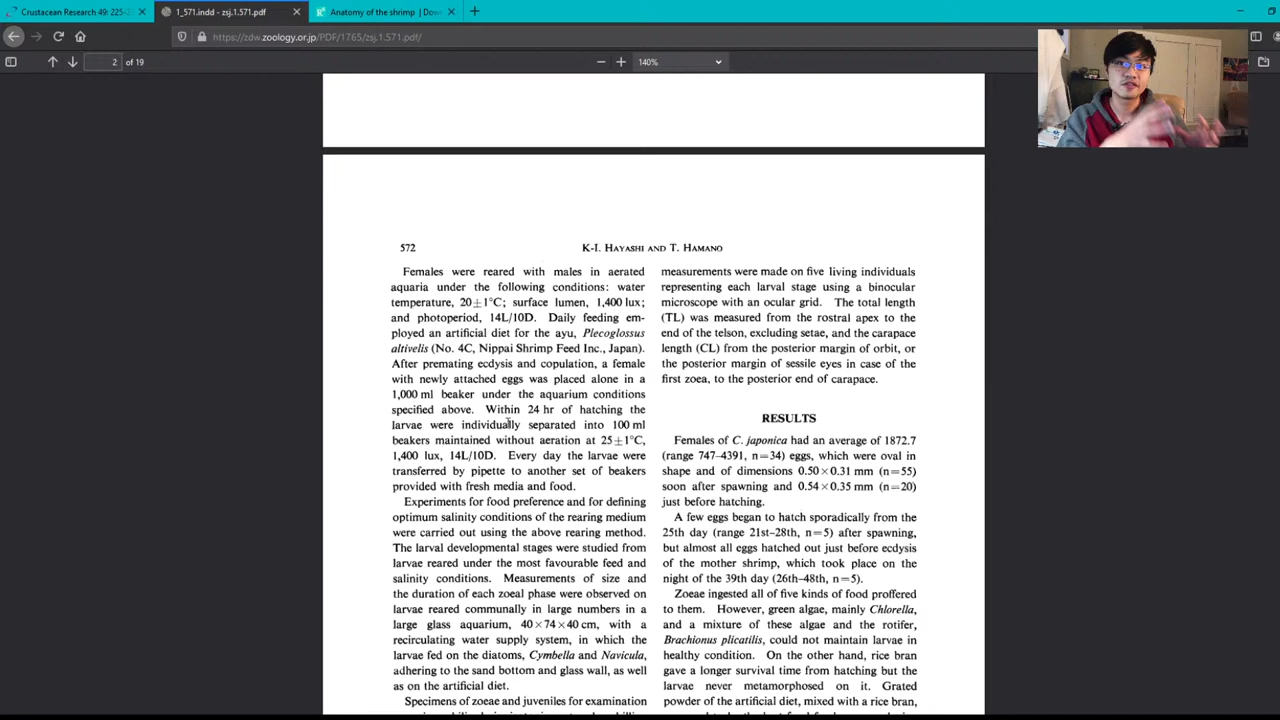 Crustacean Research 49: 225-2
1_571.indd - zsj.1.571.pdf
Anatomy of the shrimp | Dow
https://zdw.zoology.or.jp/PDF/1765/zsj.1.571.pdf/
2 of 19
140%
572
K-I. HAYASHI AND T. HAMANO
Females were reared with males in aerated
aquaria under the following conditions: water
temperature, 20±1°C; surface lumen, 1,400 lux;
and photoperiod, 14L/10D. Daily feeding em-
ployed an artificial diet for the ayu, Plecoglossus
altivelis (No. 4C, Nippai Shrimp Feed Inc., Japan).
After premating ecdysis and copulation, a female
with newly attached eggs was placed alone in a
1,000 ml beaker under the aquarium conditions
specified above. Within 24 hr of hatching the
larvae were individually separated into 100 ml
beakers maintained without aeration at 25±1°C,
1,400 lux, 14L/10D. Every day the larvae were
transferred by pipette to another set of beakers
provided with fresh media and food.
Experiments for food preference and for defining
optimum salinity conditions of the rearing medium
were carried out using the above rearing method.
The larval developmental stages were studied from
larvae reared under the most favourable feed and
salinity conditions. Measurements of size and
the duration of each zoeal phase were observed on
larvae reared communally in large numbers in a
large glass aquarium, 40×74×40 cm, with a
recirculating water supply system, in which the
larvae fed on the diatoms, Cymbella and Navicula,
adhering to the sand bottom and glass wall, as well
as on the artificial diet.
Specimens of zoeae and juveniles for examination
measurements were made on five living individuals
representing each larval stage using a binocular
microscope with an ocular grid. The total length
(TL) was measured from the rostral apex to the
end of the telson, excluding setae, and the carapace
length (CL) from the posterior margin of orbit, or
the posterior margin of sessile eyes in case of the
first zoea, to the posterior end of carapace.
RESULTS
Females of C. japonica had an average of 1872.7
(range 747–4391, n=34) eggs, which were oval in
shape and of dimensions 0.50×0.31 mm (n=55)
soon after spawning and 0.54×0.35 mm (n=20)
just before hatching.
A few eggs began to hatch sporadically from the
25th day (range 21st–28th, n=5) after spawning,
but almost all eggs hatched out just before ecdysis
of the mother shrimp, which took place on the
night of the 39th day (26th–48th, n=5).
Zoeae ingested all of five kinds of food proffered
to them. However, green algae, mainly Chlorella,
and a mixture of these algae and the rotifer,
Brachionus plicatilis, could not maintain larvae in
healthy condition. On the other hand, rice bran
gave a longer survival time from hatching but the
larvae never metamorphosed on it. Grated
powder of the artificial diet, mixed with a rice bran,